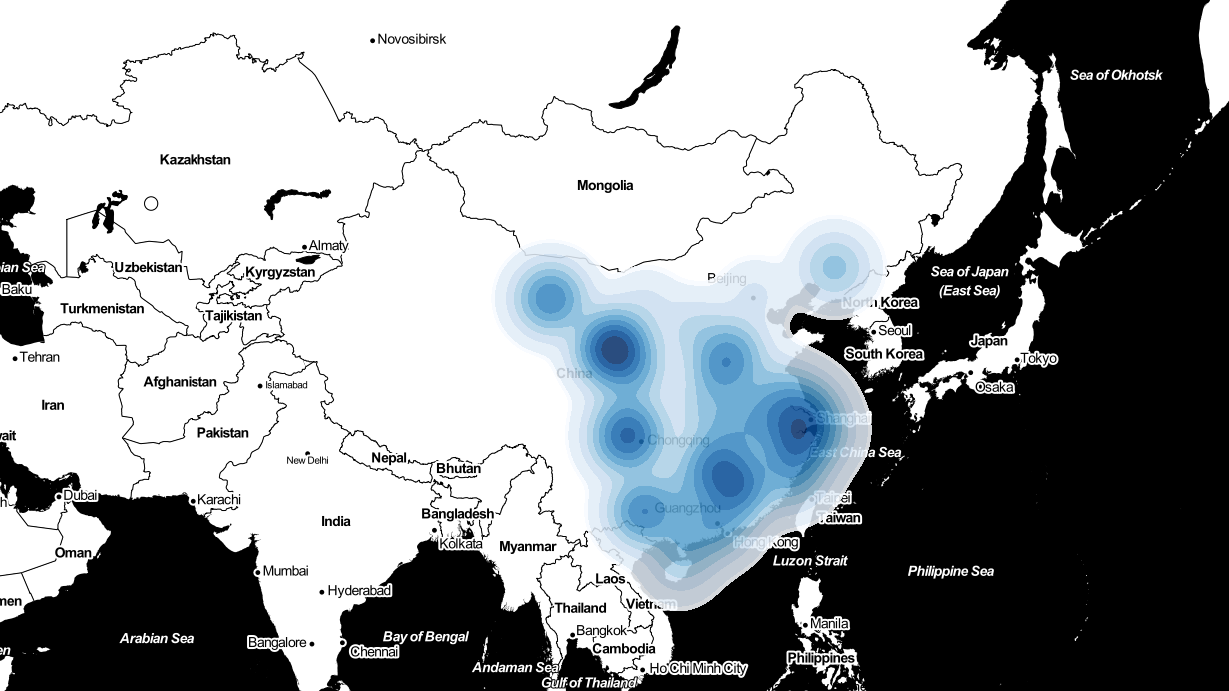 Novosibirsk
Sea of Okhotsk
Kazakhstan
Mongolia
Almaty
ian Sea
Uzbekistan
Kyrgyzstan
Beijing
Sea of Japan
(East Sea)
Baku
Turkmenistan
Tajikistan
North Korea
Seoul
Japan
South Korea
Tehran
Tokyo
Afghanistan
Islamabad
China
Osaka
Iran
Pakistan
Shanghai
wait
Chongqing
East China Sea
New Delhi
Nepal
Bhutan
Dubai
Karachi
Taipei
Bangladesh
Guangzhou
India
Taiwan
Kolkata
Myanmar
Hong Kong
Oman
Luzon Strait
Mumbai
Philippine Sea
Laos
Hyderabad
men
Thailand
Vietnam
Manila
Arabian Sea
Bay of Bengal
Bangkok
Bangalore
Chennai
Cambodia
Philippines
Andaman Sea
Ho Chi Minh City
Gulf of Thailand